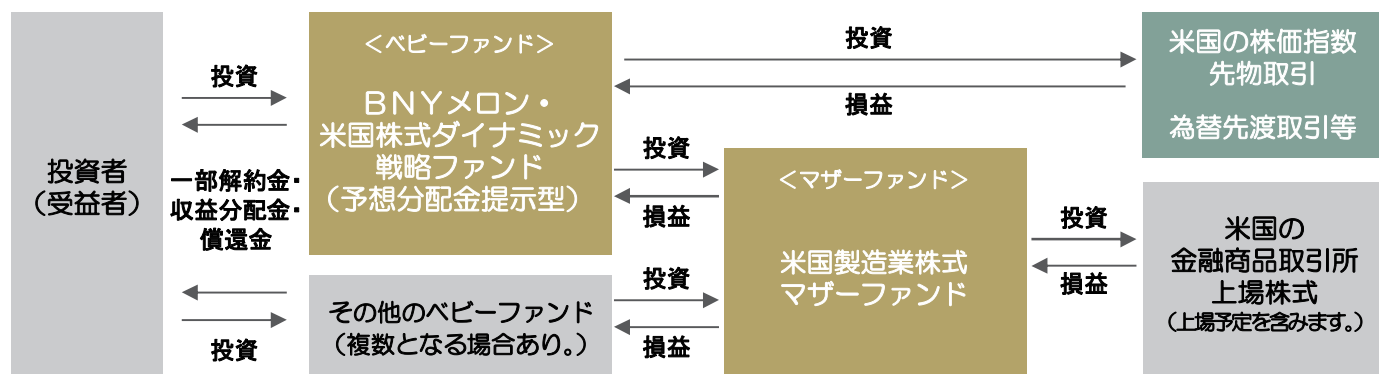 投資者
（受益者）
投資
一部解約金・
収益分配金・
償還金
投資
＜ベビーファンド＞
ＢＮＹメロン・
米国株式ダイナミック
戦略ファンド
（予想分配金提示型）
その他のベビーファンド
（複数となる場合あり。）
投資
損益
投資
損益
投資
損益
＜マザーファンド＞
米国製造業株式
マザーファンド
投資
損益
米国の株価指数
先物取引
為替先渡取引等
米国の
金融商品取引所
上場株式
（上場予定を含みます。）